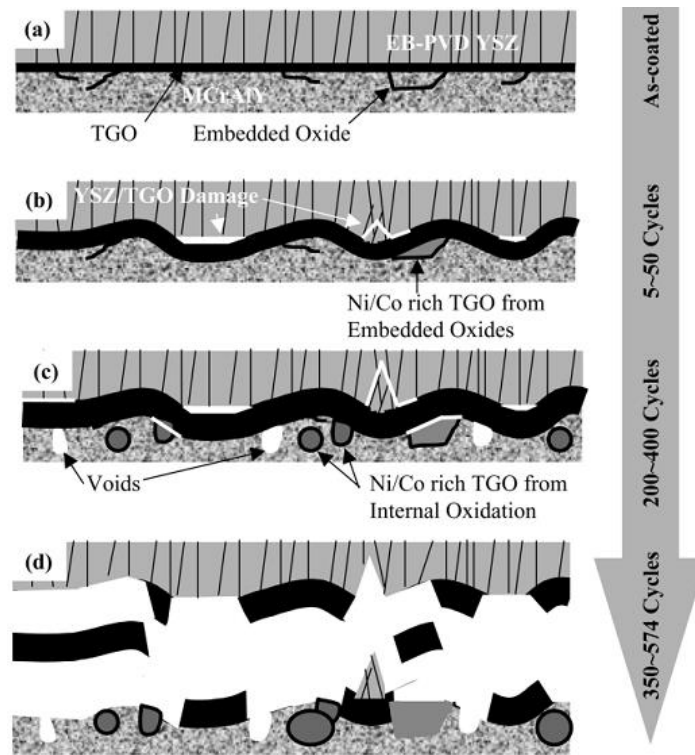 (a)
EB-PVD YSZ
MCrAlY
TGO
Embedded Oxide
As-coated
(b)
YSZ/TGO Damage
Ni/Co rich TGO from
Embedded Oxides
5~50 Cycles
(c)
Voids
Ni/Co rich TGO from
Internal Oxidation
200~400 Cycles
(d)
350~574 Cycles